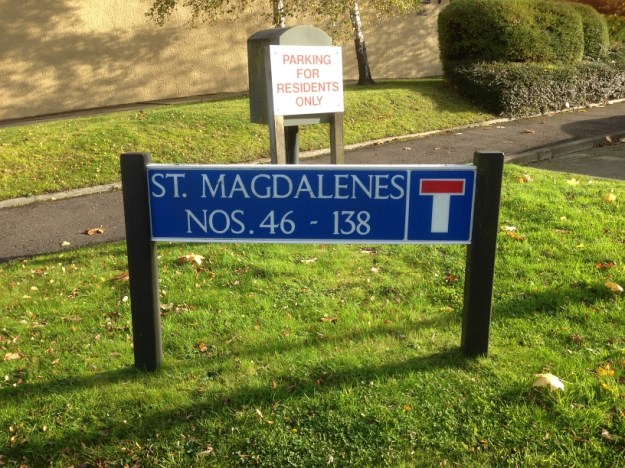 PARKING
FOR
RESIDENTS
ONLY
ST. MAGDALENES
NOS. 46 - 138